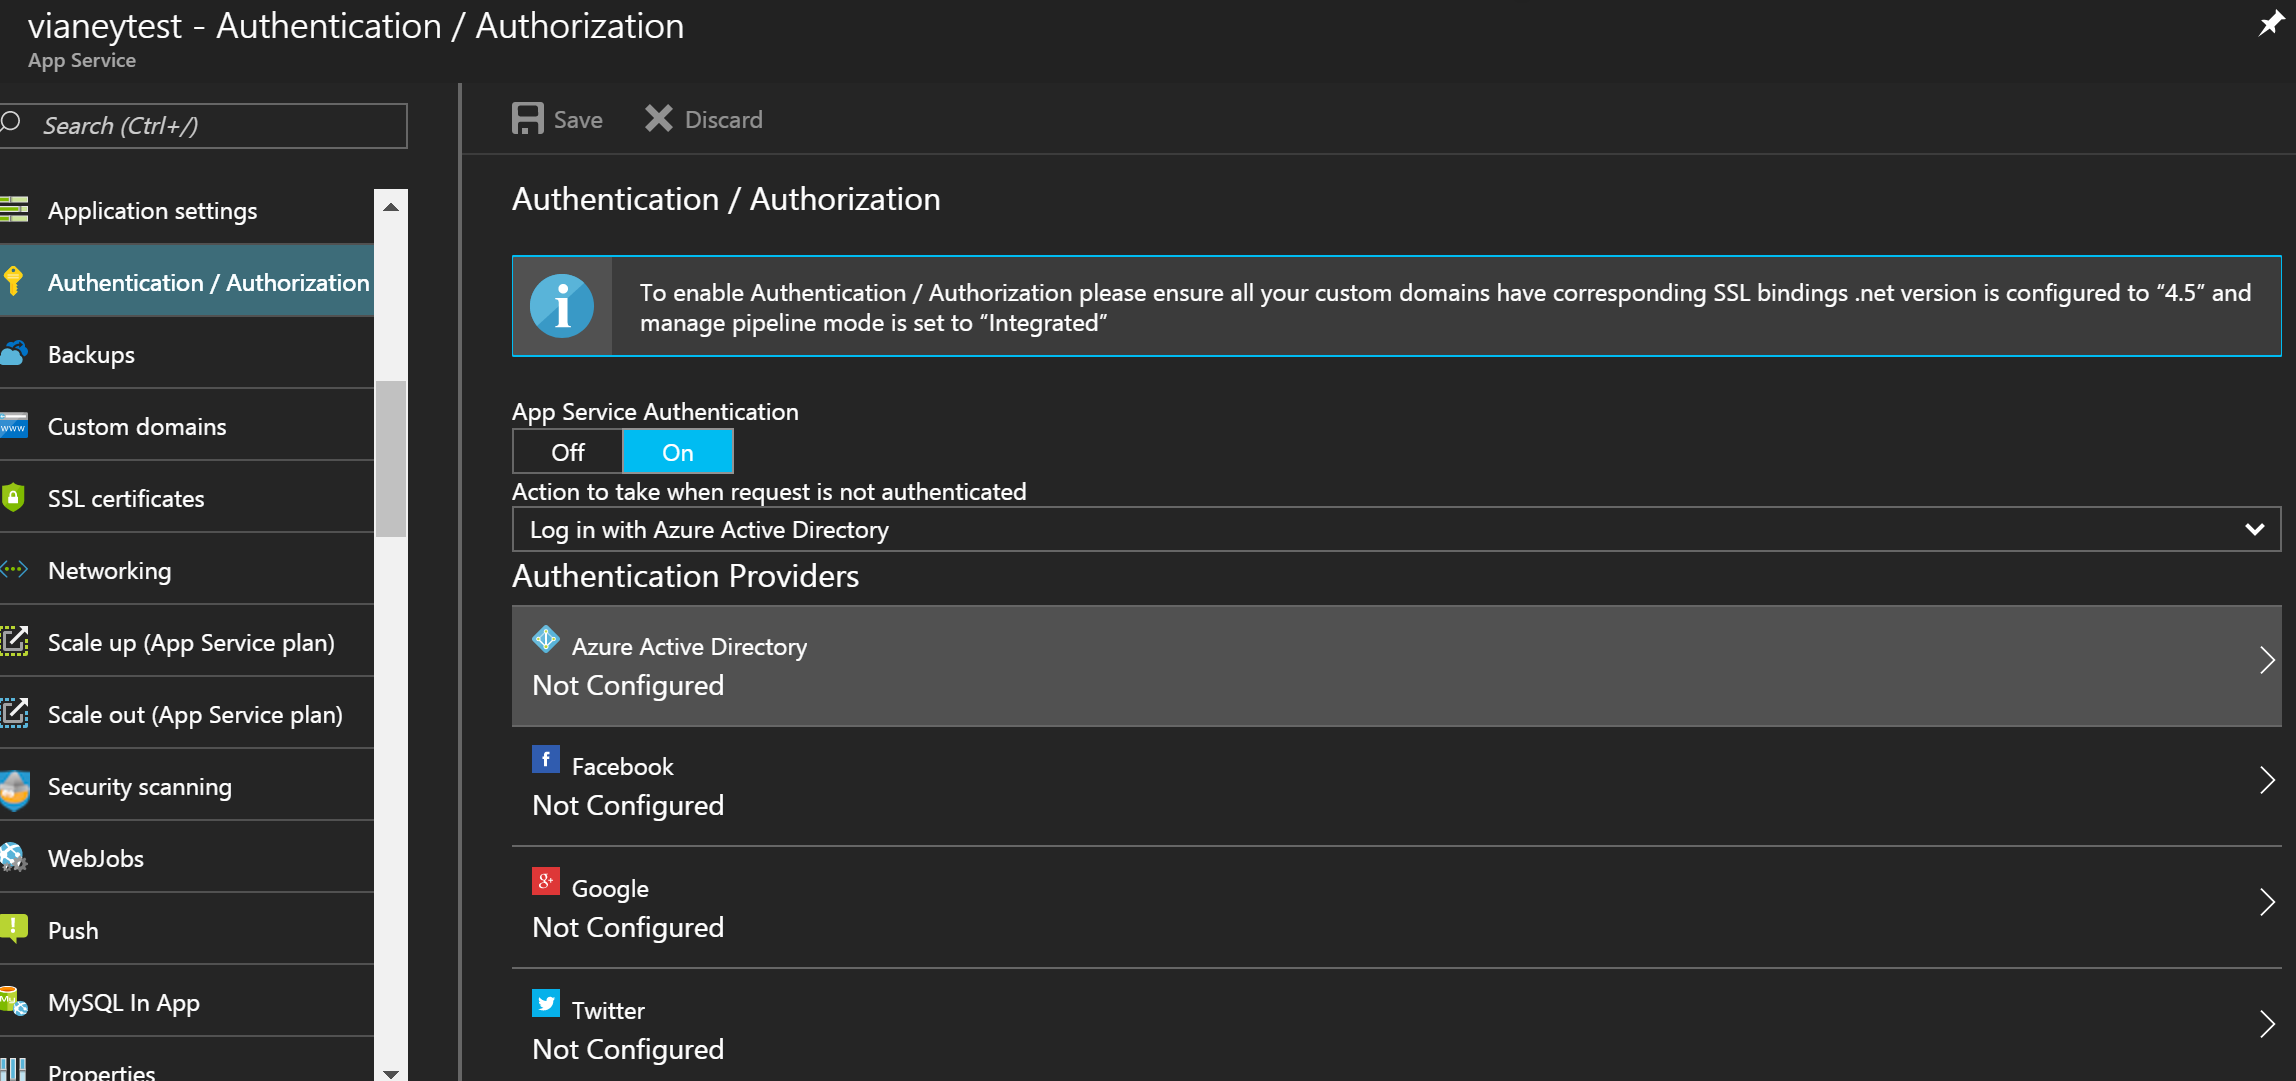 vianeytest - Authentication / Authorization
App Service
Search (Ctrl+/)
Application settings
Authentication / Authorization
Backups
Custom domains
SSL certificates
Networking
Scale up (App Service plan)
Scale out (App Service plan)
Security scanning
WebJobs
Push
MySQL In App
Properties
Save
Discard
Authentication / Authorization
To enable Authentication / Authorization please ensure all your custom domains have corresponding SSL bindings .net version is configured to “4.5” and
manage pipeline mode is set to “Integrated”
App Service Authentication
Off
On
Action to take when request is not authenticated
Log in with Azure Active Directory
Authentication Providers
Azure Active Directory
Not Configured
Facebook
Not Configured
Google
Not Configured
Twitter
Not Configured